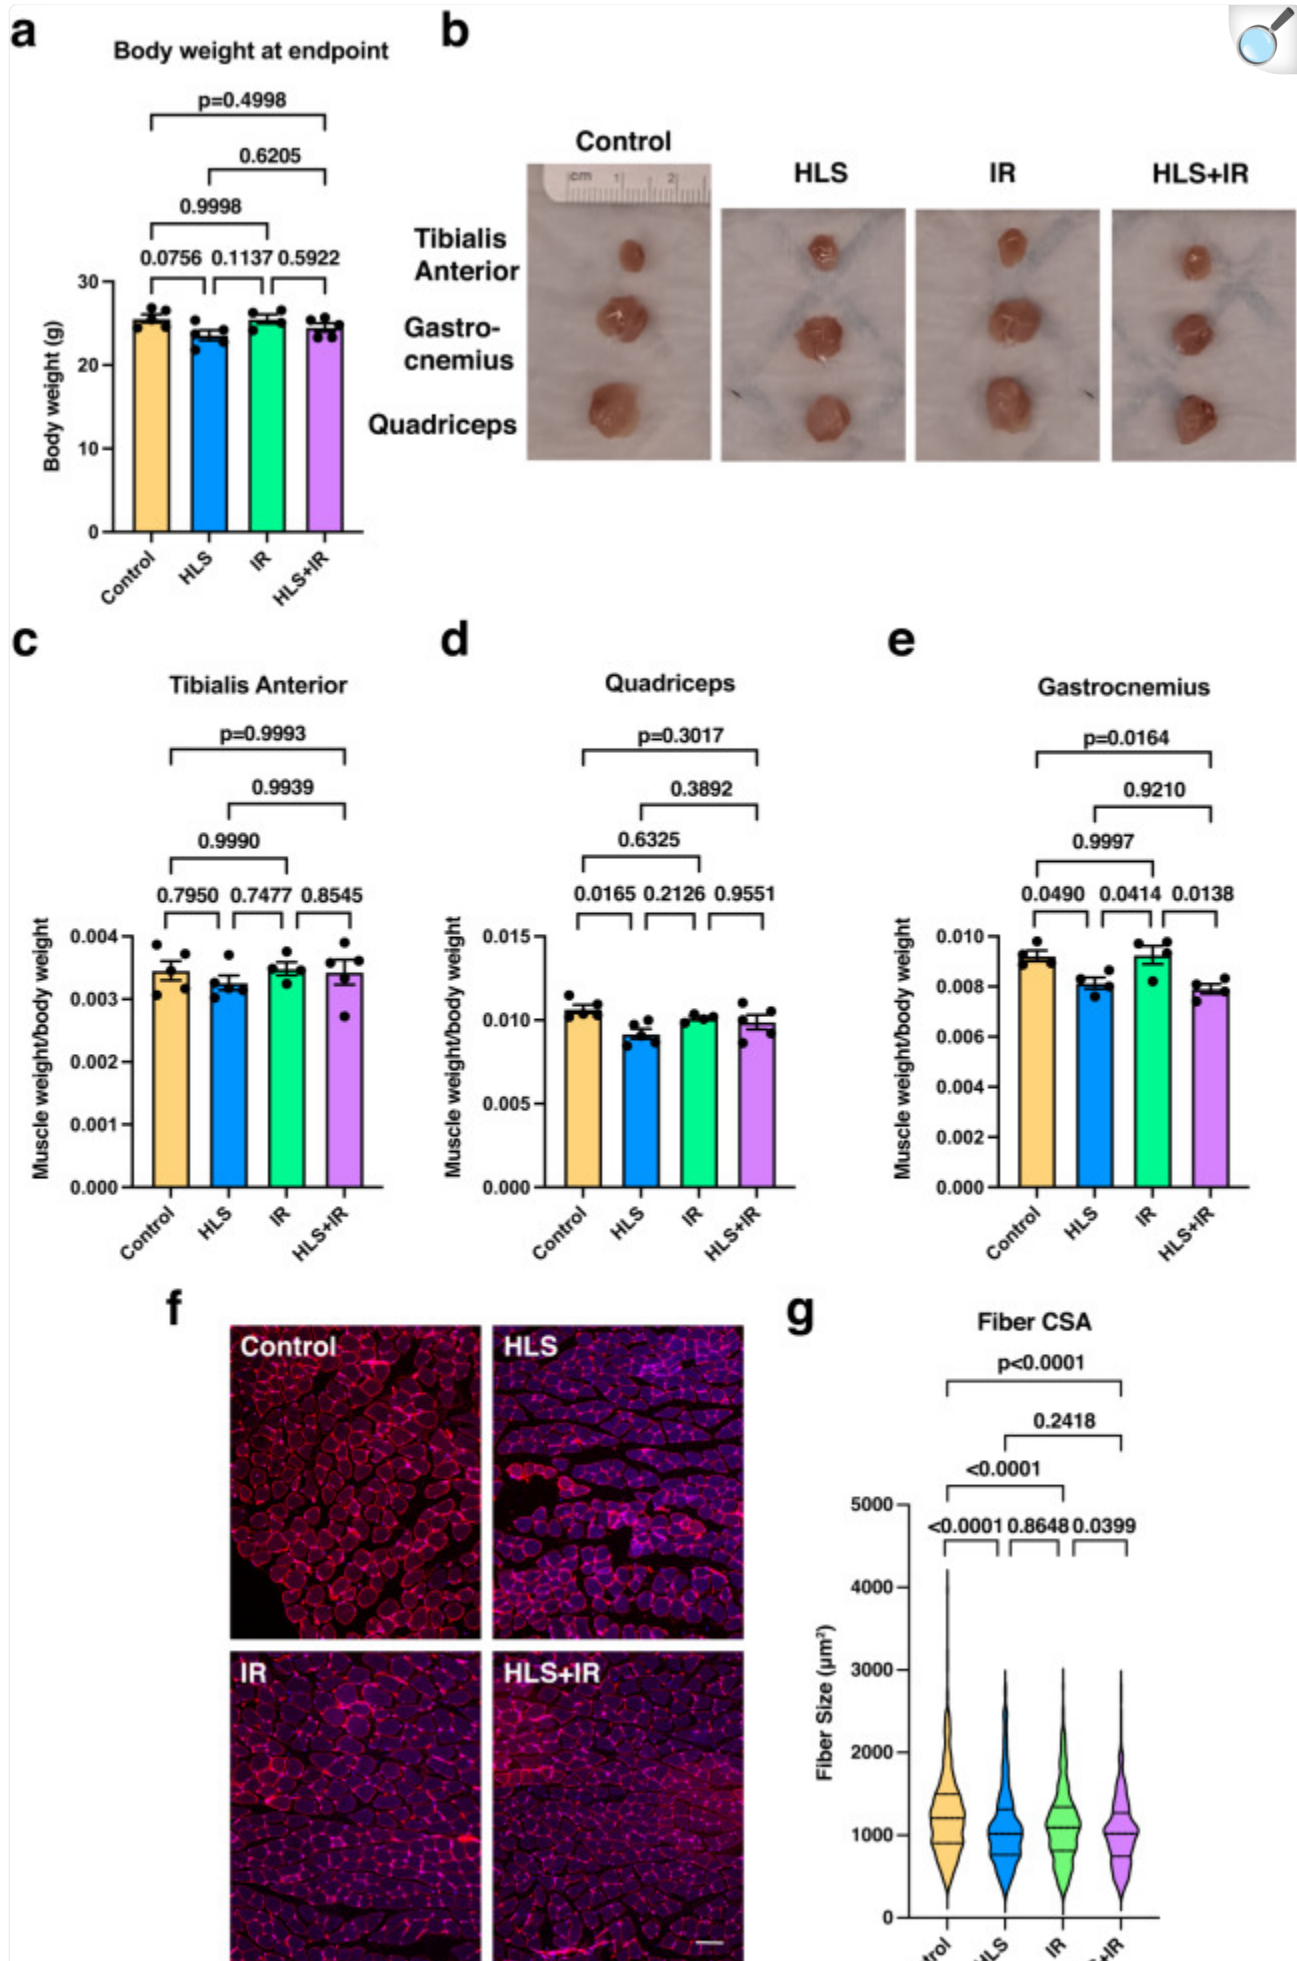 a
Body weight at endpoint
p=0.4998
0.6205
0.9998
0.0756 0.1137 0.5922
30
20
10
0
Body weight (g)
Control
HLS
IR
HLS+IR
b
Control
HLS
IR
HLS+IR
cm 1 2
Tibialis
Anterior
Gastro-
cnemius
Quadriceps
c
Tibialis Anterior
p=0.9993
0.9939
0.9990
0.7950 0.7477 0.8545
0.004
0.003
0.002
0.001
0.000
Muscle weight/body weight
Control
HLS
IR
HLS+IR
d
Quadriceps
p=0.3017
0.3892
0.6325
0.0165 0.2126 0.9551
0.015
0.010
0.005
0.000
Muscle weight/body weight
Control
HLS
IR
HLS+IR
e
Gastrocnemius
p=0.0164
0.9210
0.9997
0.0490 0.0414 0.0138
0.010
0.008
0.006
0.004
0.002
0.000
Muscle weight/body weight
Control
HLS
IR
HLS+IR
f
Control
HLS
IR
HLS+IR
g
Fiber CSA
p<0.0001
0.2418
<0.0001
<0.0001 0.8648 0.0399
5000
4000
3000
2000
1000
0
Fiber Size (μm²)
IR